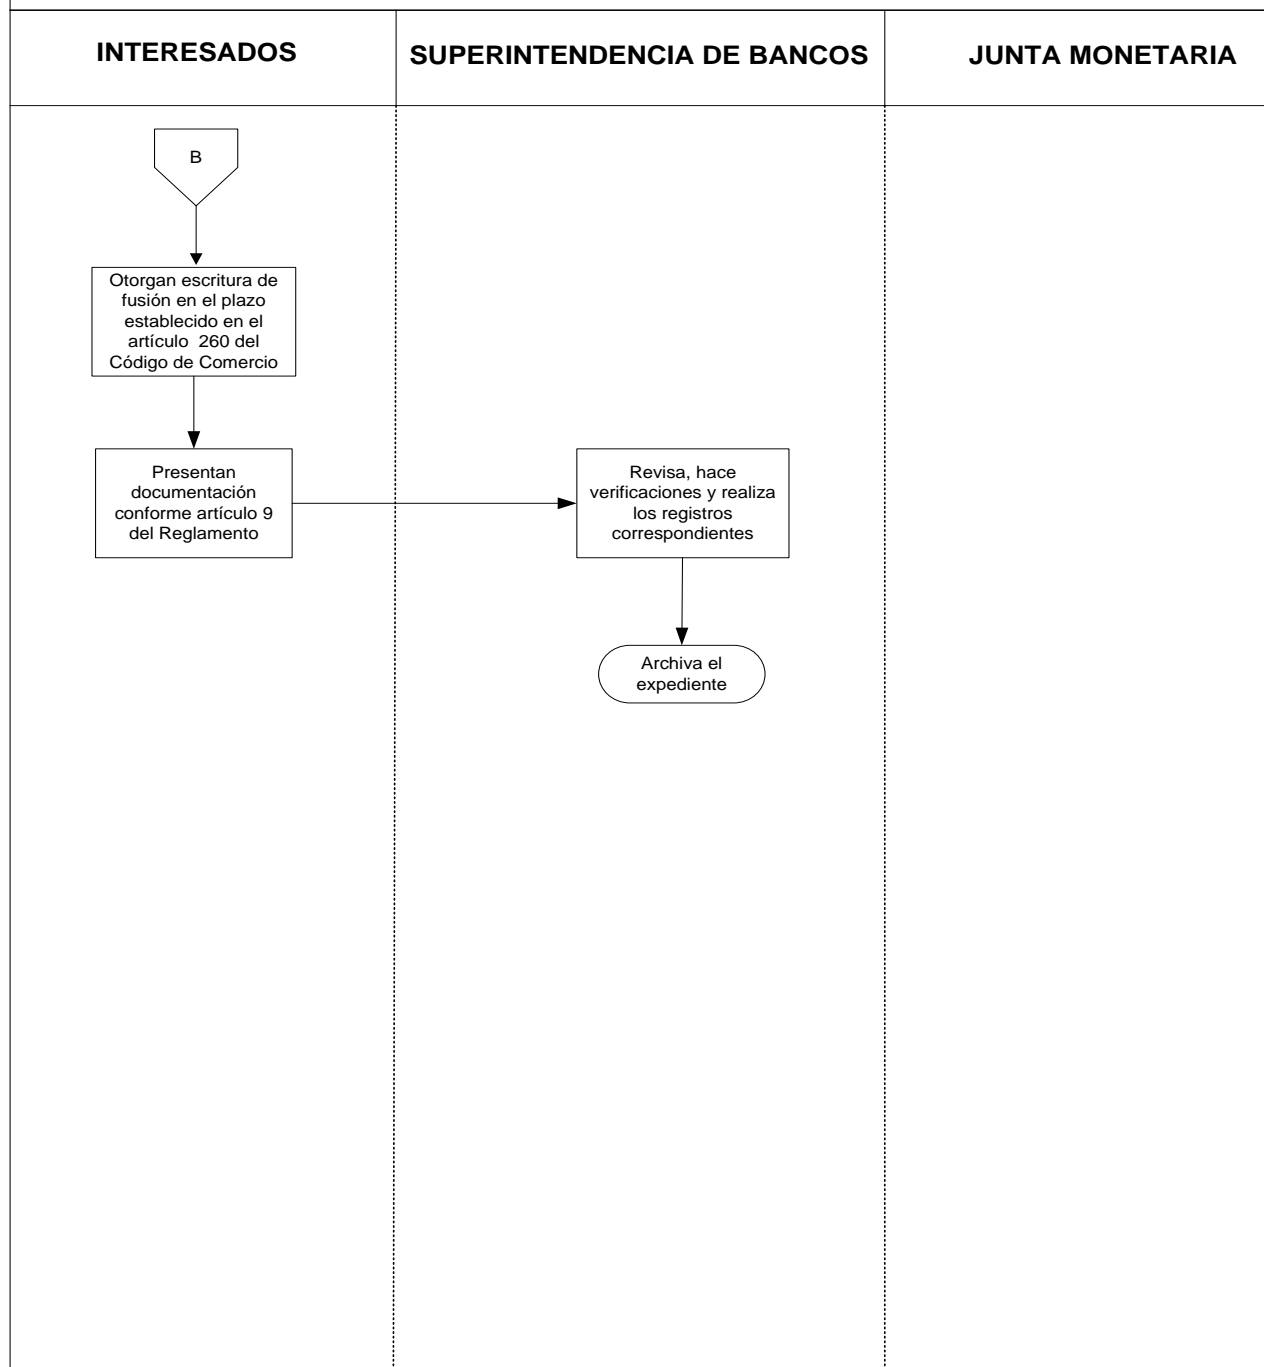 INTERESADOS
SUPERINTENDENCIA DE BANCOS
JUNTA MONETARIA
B
Otorgan escritura de
fusión en el plazo
establecido en el
artículo 260 del
Código de Comercio
Presentan
documentación
conforme artículo 9
del Reglamento
Revisa, hace
verificaciones y realiza
los registros
correspondientes
Archiva el
expediente